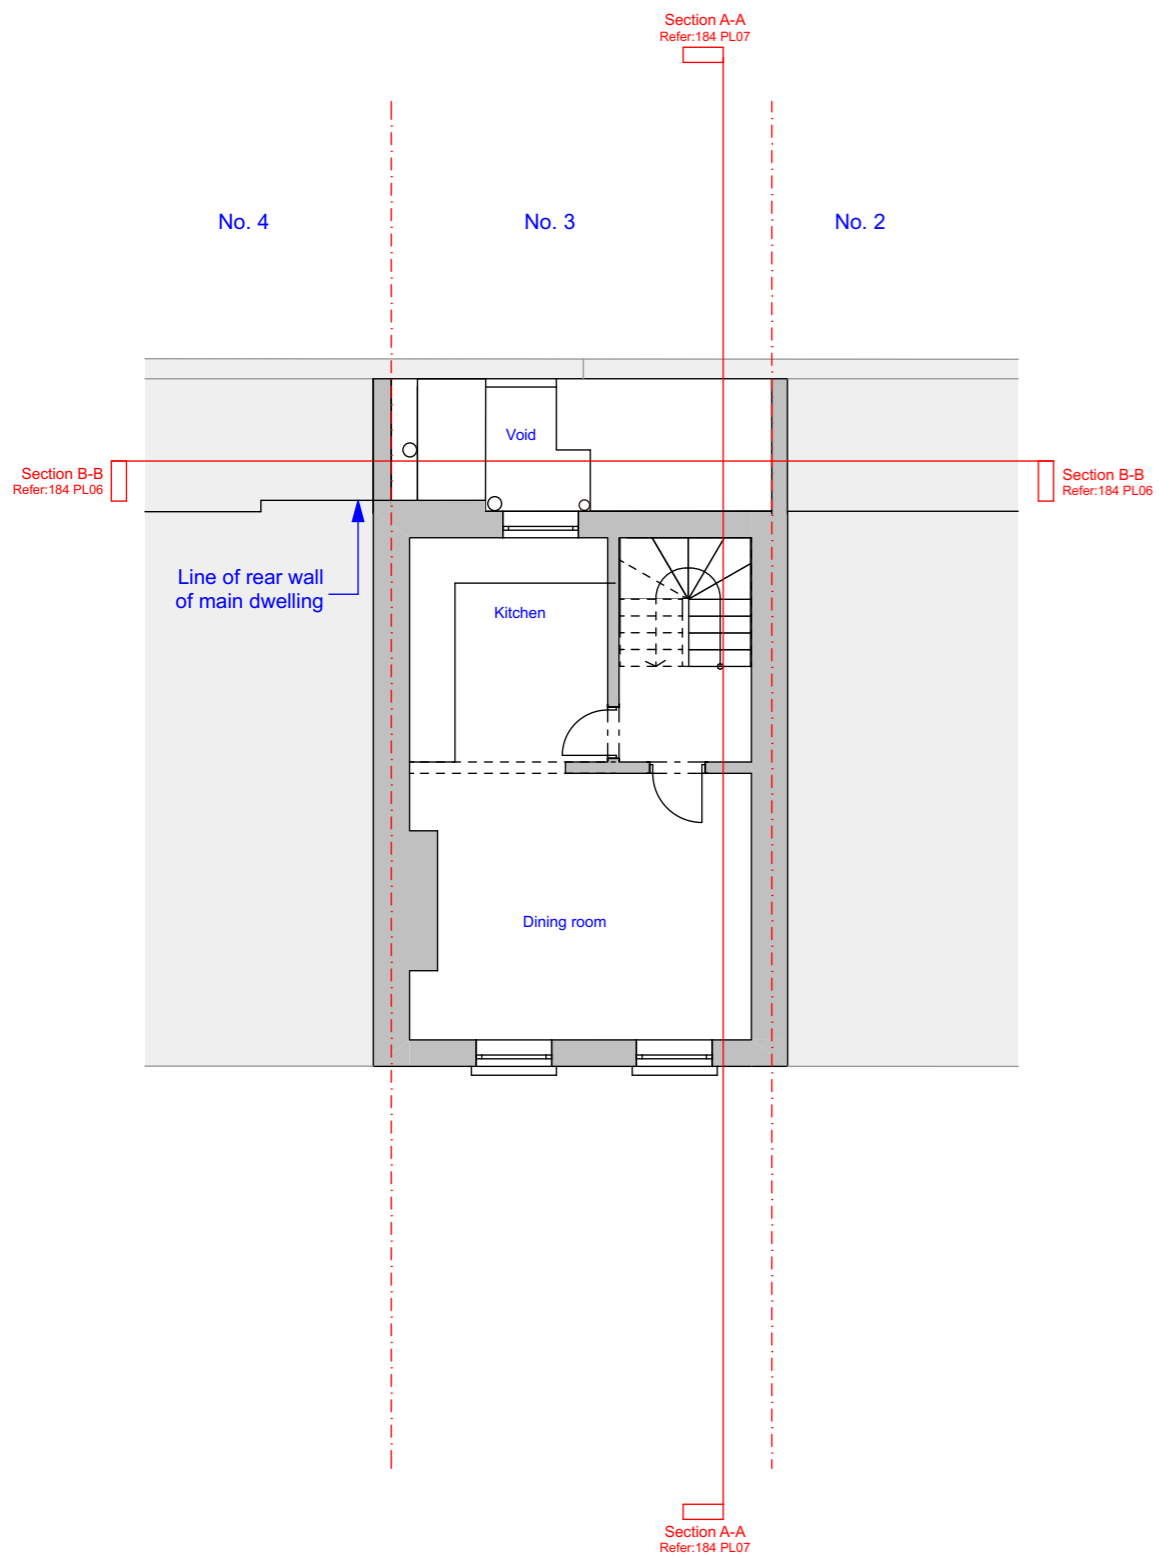 Section A-A
Refer:184 PL07
No. 4
No. 3
No. 2
Void
Section B-B
Refer:184 PL06
Section B-B
Refer:184 PL06
Line of rear wall
of main dwelling
Kitchen
Dining room
Section A-A
Refer:184 PL07